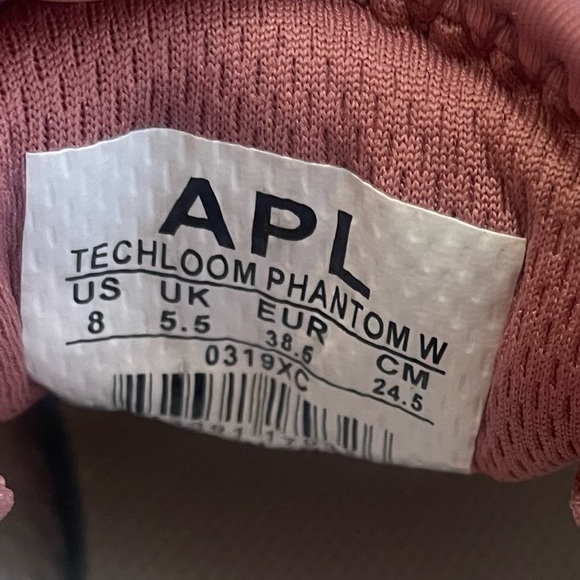 APL
TECHLOOM PHANTOM W
US UK EUR CM
8 5.5 38.5 24.5
0319XC